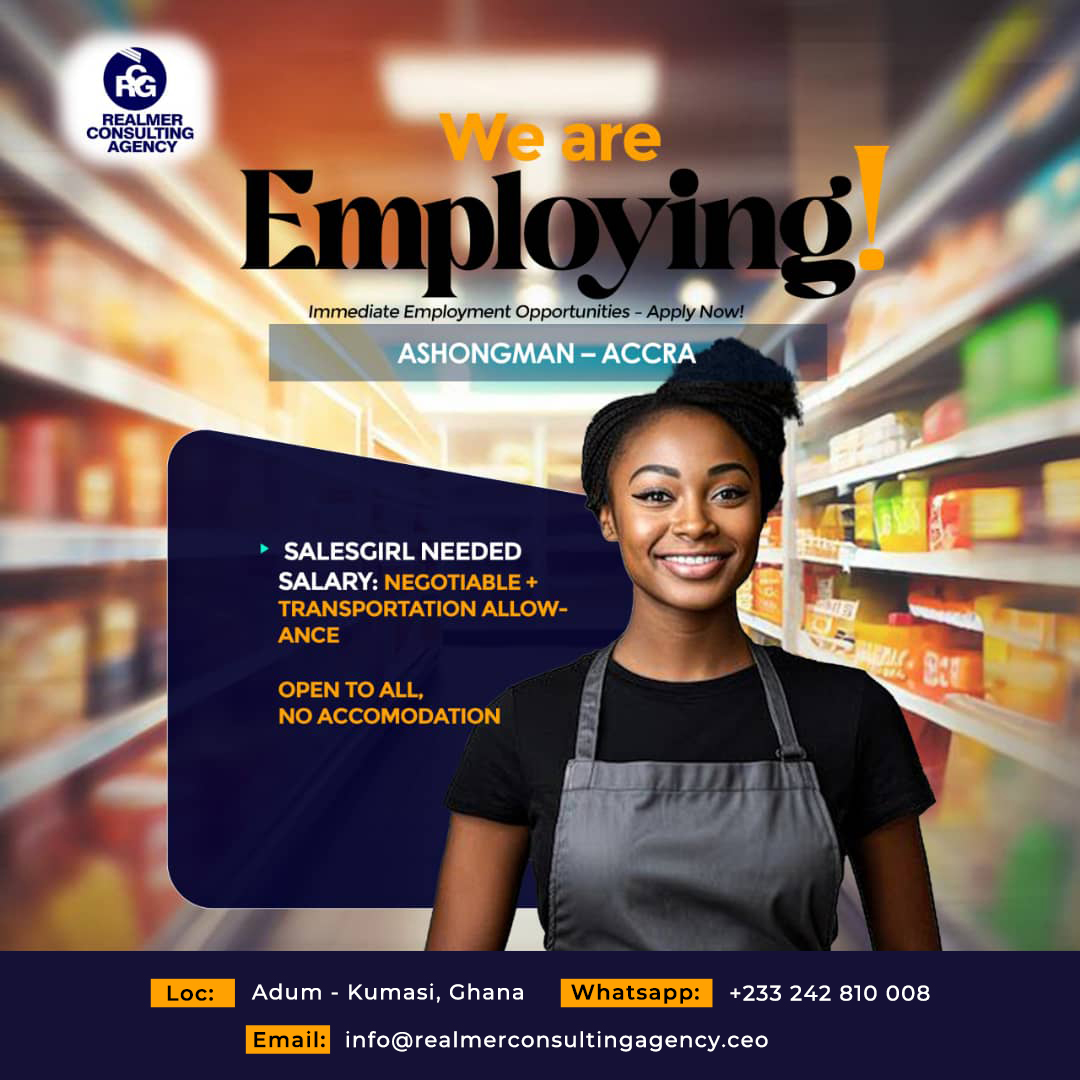 RCG
REALMER
CONSULTING
AGENCY
We are
Employing!
Immediate Employment Opportunities - Apply Now!
ASHONGMAN – ACCRA
SALESGIRL NEEDED
SALARY: NEGOTIABLE +
TRANSPORTATION ALLOW-
ANCE
OPEN TO ALL,
NO ACCOMODATION
Loc: Adum - Kumasi, Ghana Whatsapp: +233 242 810 008
Email: info@realmerconsultingagency.ceo